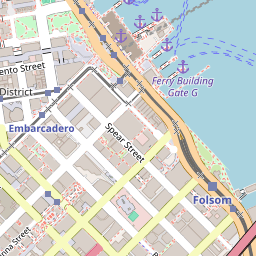 ento Street
Ferry Building
Gate G
District
Embarcadero
Spear Street
Folsom
nna Street